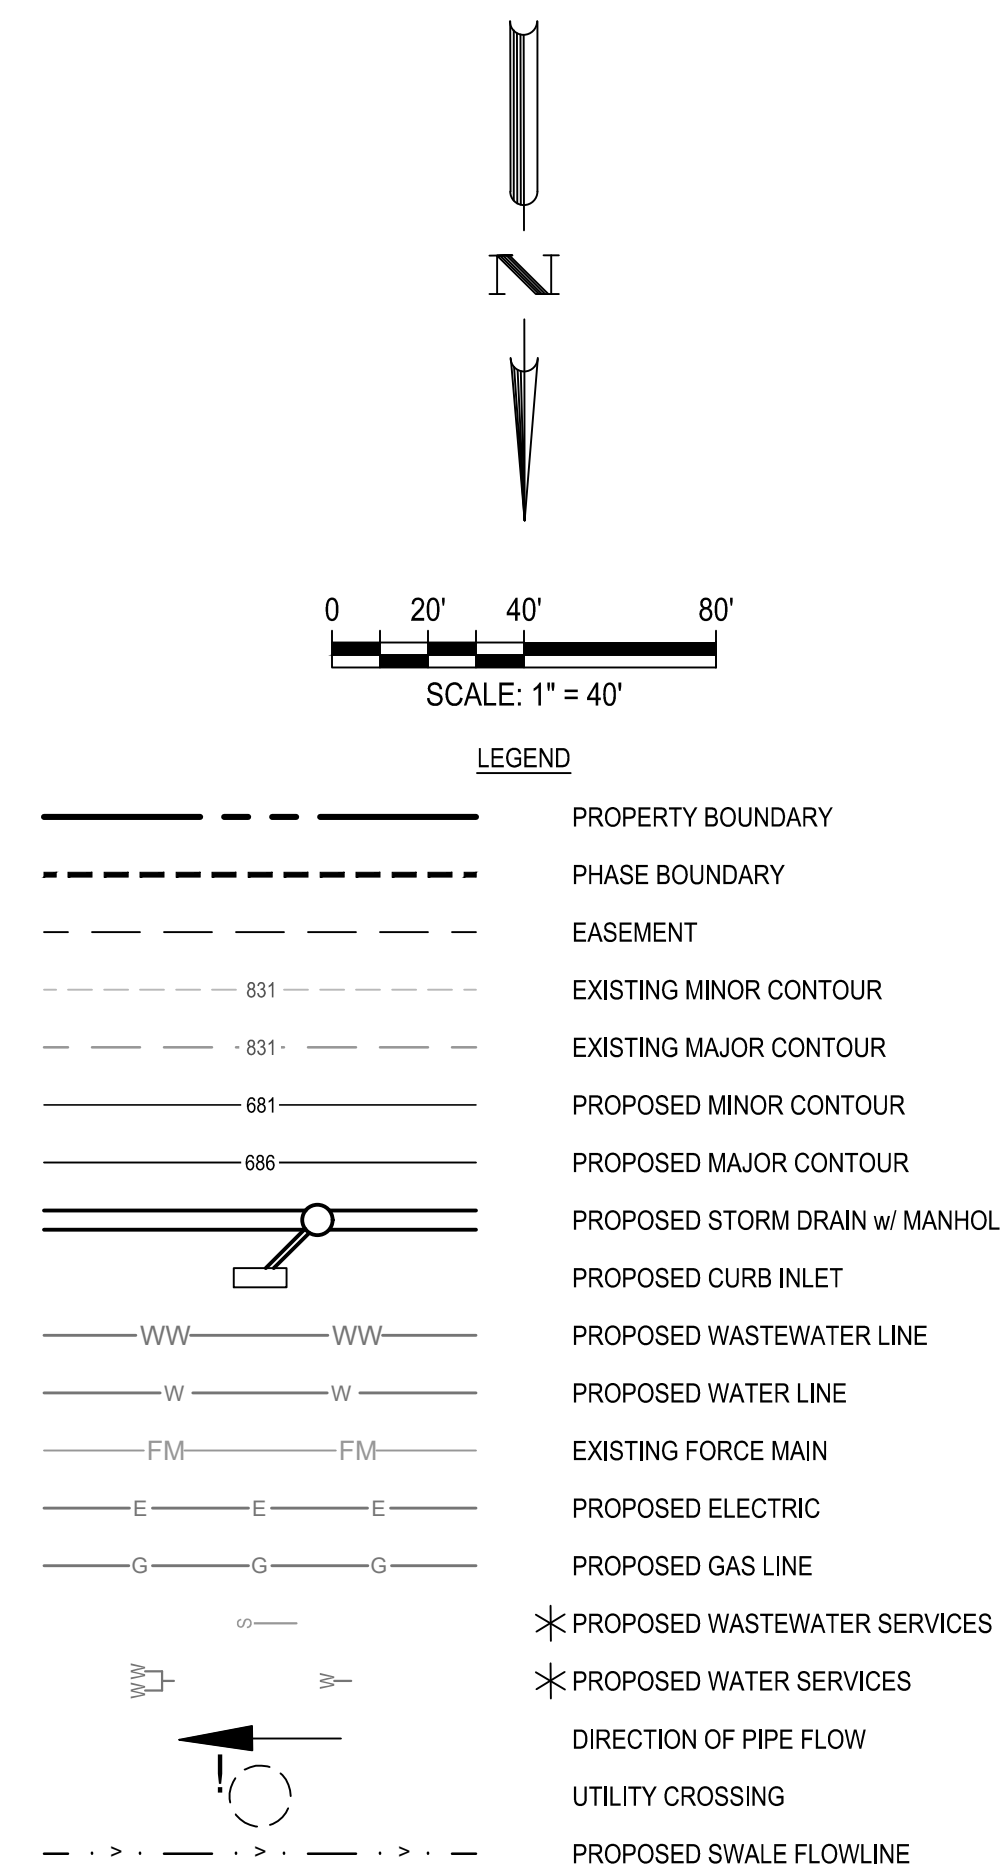 N
0 20' 40' 80'
SCALE: 1" = 40'
LEGEND
PROPERTY BOUNDARY
PHASE BOUNDARY
EASEMENT
831 EXISTING MINOR CONTOUR
831 EXISTING MAJOR CONTOUR
681 PROPOSED MINOR CONTOUR
686 PROPOSED MAJOR CONTOUR
PROPOSED STORM DRAIN w/ MANHOL
PROPOSED CURB INLET
WW WW PROPOSED WASTEWATER LINE
W W PROPOSED WATER LINE
FM FM EXISTING FORCE MAIN
E E E PROPOSED ELECTRIC
G G G PROPOSED GAS LINE
S * PROPOSED WASTEWATER SERVICES
W W W * PROPOSED WATER SERVICES
DIRECTION OF PIPE FLOW
! UTILITY CROSSING
> > > PROPOSED SWALE FLOWLINE